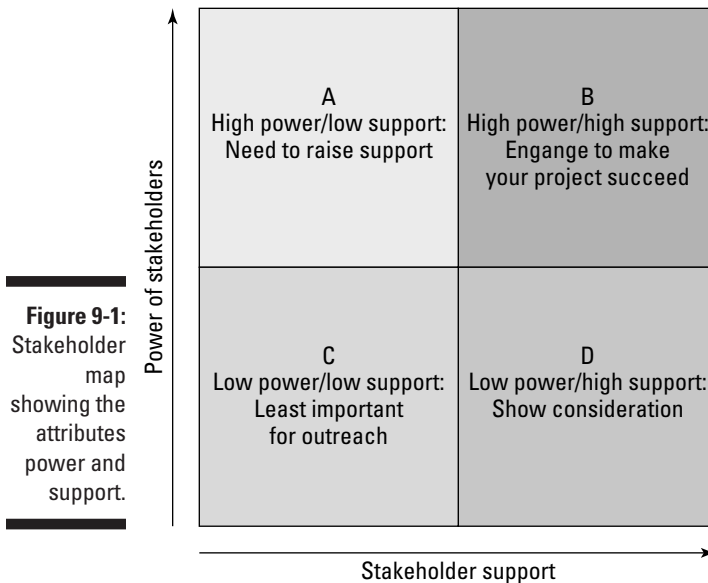 A
High power/low support:
Need to raise support
B
High power/high support:
Engange to make
your project succeed
C
Low power/low support:
Least important
for outreach
D
Low power/high support:
Show consideration
Power of stakeholders
Stakeholder support
Figure 9-1:
Stakeholder
map
showing the
attributes
power and
support.